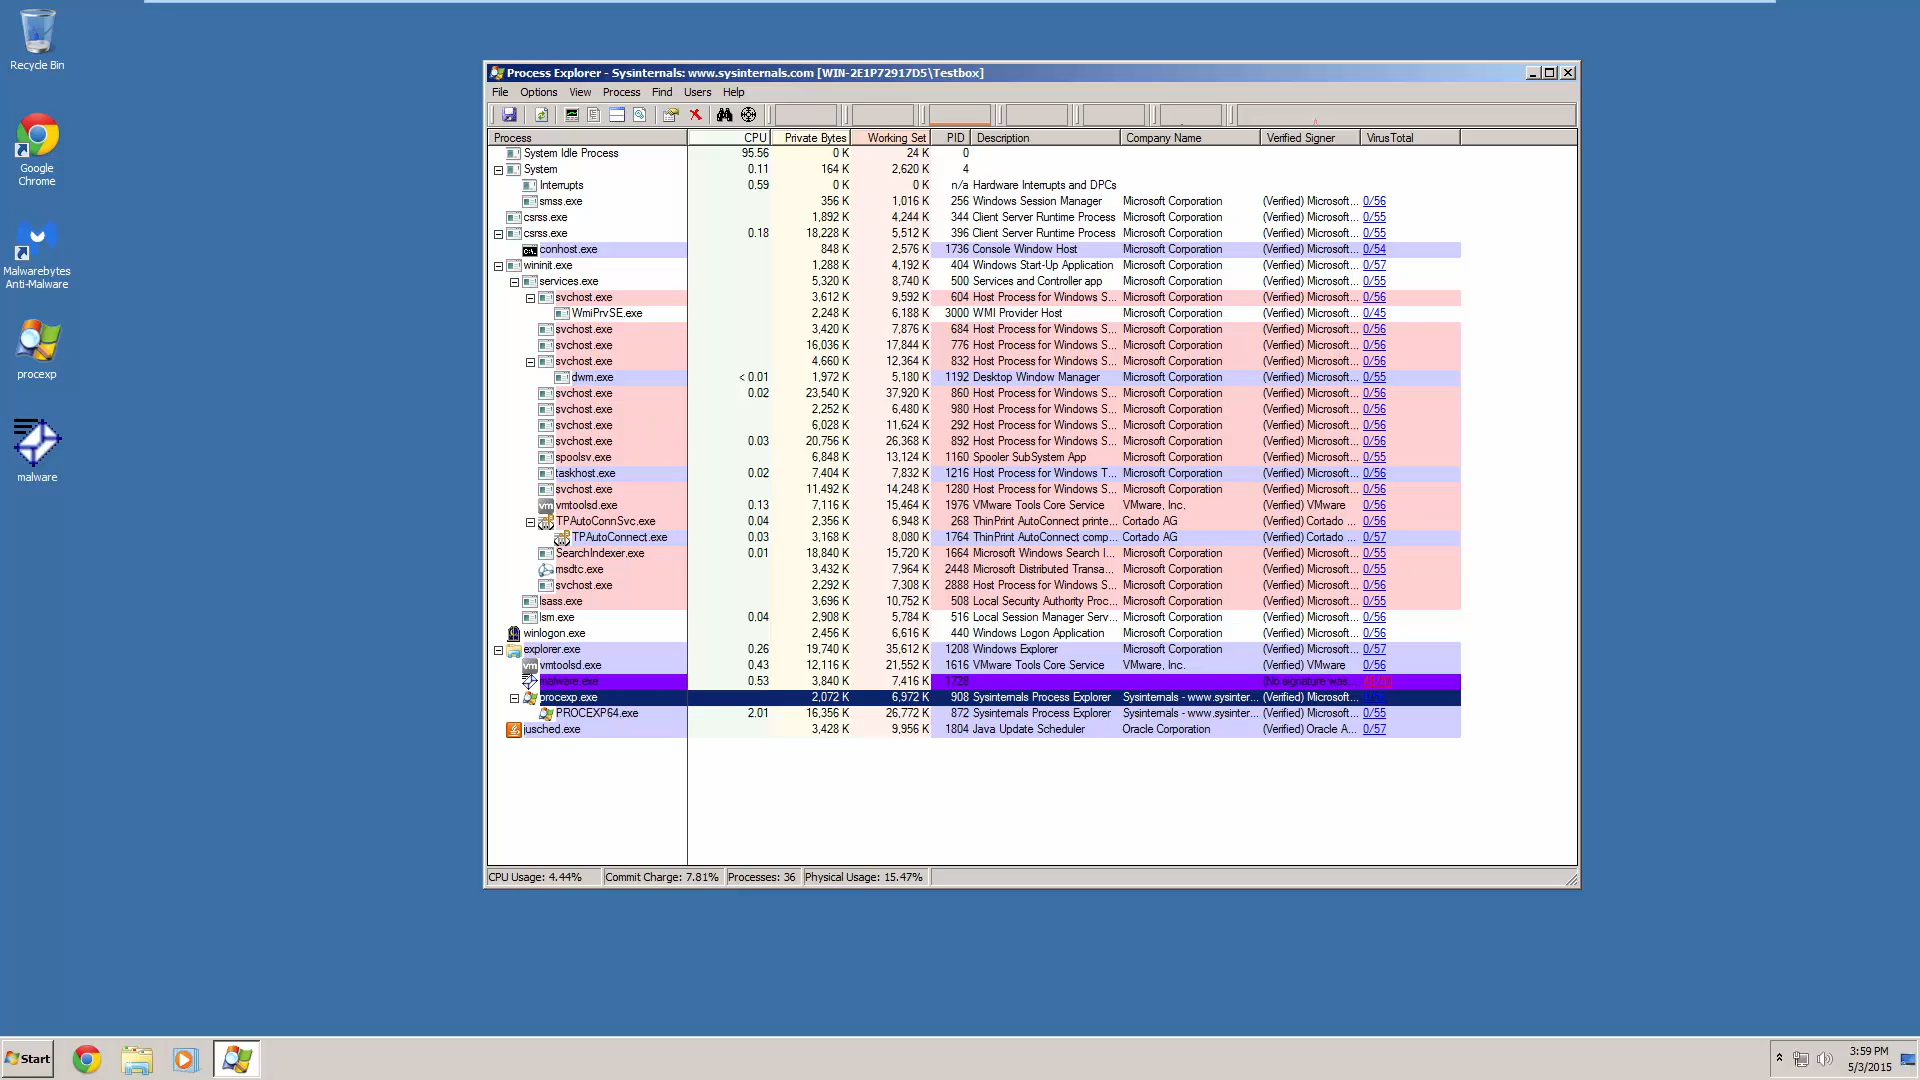 Recycle Bin
Google
Chrome
Malwarebytes
Anti-Malware
procexp
malware
Process Explorer - Sysinternals: www.sysinternals.com [WIN-2E1P72917D5\Testbox]
File Options View Process Find Users Help
Process CPU Private Bytes Working Set PID Description Company Name Verified Signer VirusTotal
System Idle Process 95.56 0 K 24 K 0
System 0.11 164 K 2,620 K 4
Interrupts 0.59 0 K 0 K n/a Hardware Interrupts and DPCs
smss.exe 356 K 1,016 K 256 Windows Session Manager Microsoft Corporation (Verified) Microsoft... 0/56
csrss.exe 1,892 K 4,244 K 344 Client Server Runtime Process Microsoft Corporation (Verified) Microsoft... 0/55
csrss.exe 0.18 18,228 K 5,512 K 396 Client Server Runtime Process Microsoft Corporation (Verified) Microsoft... 0/55
conhost.exe 848 K 2,576 K 1736 Console Window Host Microsoft Corporation (Verified) Microsoft... 0/54
wininit.exe 1,288 K 4,192 K 404 Windows Start-Up Application Microsoft Corporation (Verified) Microsoft... 0/57
services.exe 5,320 K 8,740 K 500 Services and Controller app Microsoft Corporation (Verified) Microsoft... 0/55
svchost.exe 3,612 K 9,592 K 604 Host Process for Windows S... Microsoft Corporation (Verified) Microsoft... 0/56
WmiPrvSE.exe 2,248 K 6,188 K 3000 WMI Provider Host Microsoft Corporation (Verified) Microsoft... 0/45
svchost.exe 3,420 K 7,876 K 684 Host Process for Windows S... Microsoft Corporation (Verified) Microsoft... 0/56
svchost.exe 16,036 K 17,844 K 776 Host Process for Windows S... Microsoft Corporation (Verified) Microsoft... 0/56
svchost.exe 4,660 K 12,364 K 832 Host Process for Windows S... Microsoft Corporation (Verified) Microsoft... 0/56
dwm.exe < 0.01 1,972 K 5,180 K 1192 Desktop Window Manager Microsoft Corporation (Verified) Microsoft... 0/55
svchost.exe 0.02 23,540 K 37,920 K 860 Host Process for Windows S... Microsoft Corporation (Verified) Microsoft... 0/56
svchost.exe 2,252 K 6,480 K 980 Host Process for Windows S... Microsoft Corporation (Verified) Microsoft... 0/56
svchost.exe 6,028 K 11,624 K 292 Host Process for Windows S... Microsoft Corporation (Verified) Microsoft... 0/56
svchost.exe 0.03 20,756 K 26,368 K 892 Host Process for Windows S... Microsoft Corporation (Verified) Microsoft... 0/56
spoolsv.exe 6,848 K 13,124 K 1160 Spooler SubSystem App Microsoft Corporation (Verified) Microsoft... 0/55
taskhost.exe 0.02 7,404 K 7,832 K 1216 Host Process for Windows T... Microsoft Corporation (Verified) Microsoft... 0/56
svchost.exe 11,492 K 14,248 K 1280 Host Process for Windows S... Microsoft Corporation (Verified) Microsoft... 0/56
vmtoolsd.exe 0.13 7,116 K 15,464 K 1976 VMware Tools Core Service VMware, Inc. (Verified) VMware 0/56
TPAutoConnSvc.exe 0.04 2,356 K 6,948 K 268 ThinPrint AutoConnect printe... Cortado AG (Verified) Cortado ... 0/56
TPAutoConnect.exe 0.03 3,168 K 8,080 K 1764 ThinPrint AutoConnect comp... Cortado AG (Verified) Cortado ... 0/57
SearchIndexer.exe 0.01 18,840 K 15,720 K 1664 Microsoft Windows Search I... Microsoft Corporation (Verified) Microsoft... 0/55
msdtc.exe 3,432 K 7,964 K 2448 Microsoft Distributed Transa... Microsoft Corporation (Verified) Microsoft... 0/55
svchost.exe 2,292 K 7,308 K 2888 Host Process for Windows S... Microsoft Corporation (Verified) Microsoft... 0/56
lsass.exe 3,696 K 10,752 K 508 Local Security Authority Proc... Microsoft Corporation (Verified) Microsoft... 0/55
lsm.exe 0.04 2,908 K 5,784 K 516 Local Session Manager Serv... Microsoft Corporation (Verified) Microsoft... 0/56
winlogon.exe 2,456 K 6,616 K 440 Windows Logon Application Microsoft Corporation (Verified) Microsoft... 0/56
explorer.exe 0.26 19,740 K 35,612 K 1208 Windows Explorer Microsoft Corporation (Verified) Microsoft... 0/57
vmtoolsd.exe 0.43 12,116 K 21,552 K 1616 VMware Tools Core Service VMware, Inc. (Verified) VMware 0/56
malware.exe 0.53 3,840 K 7,416 K 1728 (No signature was...
procexp.exe 2,072 K 6,972 K 908 Sysinternals Process Explorer Sysinternals - www.sysinter... (Verified) Microsoft...
PROCEXP64.exe 2.01 16,356 K 26,772 K 872 Sysinternals Process Explorer Sysinternals - www.sysinter... (Verified) Microsoft... 0/55
jusched.exe 3,428 K 9,956 K 1804 Java Update Scheduler Oracle Corporation (Verified) Oracle A... 0/57
CPU Usage: 4.44% Commit Charge: 7.81% Processes: 36 Physical Usage: 15.47%
Start
3:59 PM
5/3/2015